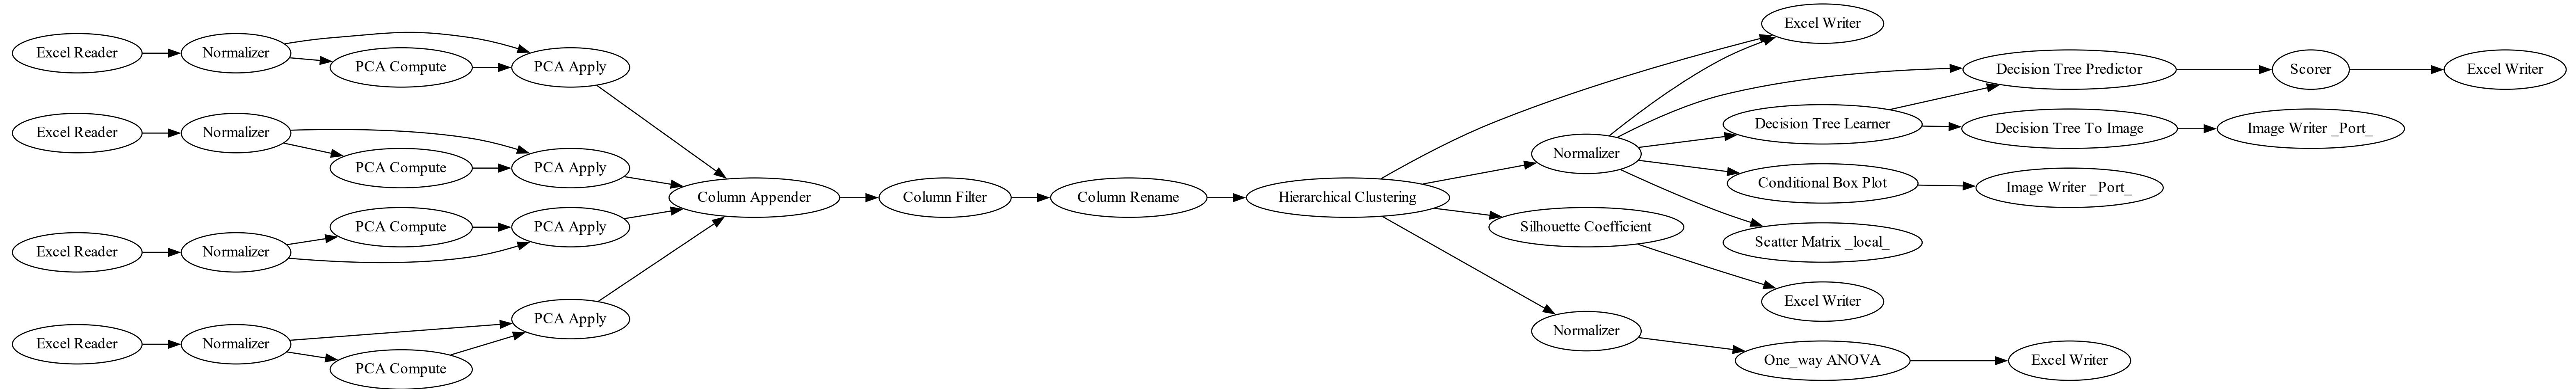 Excel Reader
Normalizer
PCA Compute
PCA Apply
Excel Reader
Normalizer
PCA Compute
PCA Apply
Excel Reader
Normalizer
PCA Compute
PCA Apply
Excel Reader
Normalizer
PCA Compute
PCA Apply
Column Appender
Column Filter
Column Rename
Hierarchical Clustering
Excel Writer
Normalizer
Decision Tree Predictor
Scorer
Excel Writer
Decision Tree Learner
Decision Tree To Image
Image Writer _Port_
Conditional Box Plot
Image Writer _Port_
Scatter Matrix _local_
Silhouette Coefficient
Excel Writer
Normalizer
One_way ANOVA
Excel Writer